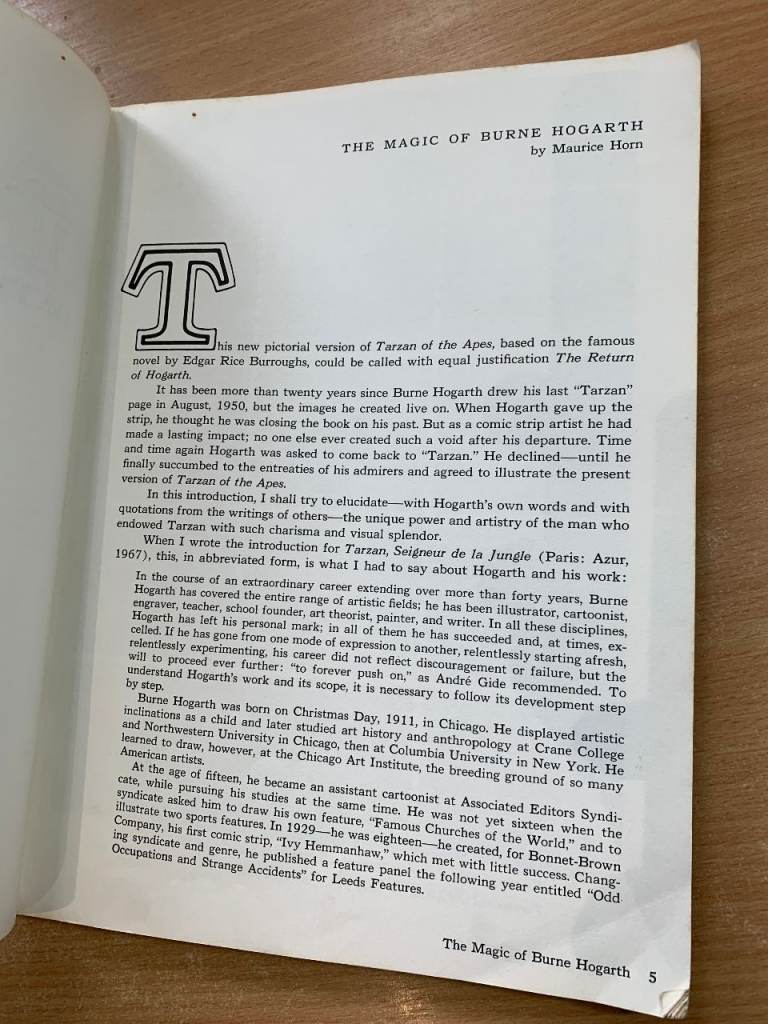 THE MAGIC OF BURNE HOGARTH
by Maurice Horn
This new pictorial version of Tarzan of the Apes, based on the famous
novel by Edgar Rice Burroughs, could be called with equal justification The Return
of Hogarth.
It has been more than twenty years since Burne Hogarth drew his last "Tarzan"
page in August, 1950, but the images he created live on. When Hogarth gave up the
strip, he thought he was closing the book on his past. But as a comic strip artist he had
made a lasting impact; no one else ever created such a void after his departure. Time
and time again Hogarth was asked to come back to "Tarzan." He declined—until he
finally succumbed to the entreaties of his admirers and agreed to illustrate the present
version of Tarzan of the Apes.
In this introduction, I shall try to elucidate—with Hogarth's own words and with
quotations from the writings of others—the unique power and artistry of the man who
endowed Tarzan with such charisma and visual splendor.
When I wrote the introduction for Tarzan, Seigneur de la Jungle (Paris: Azur,
1967), this, in abbreviated form, is what I had to say about Hogarth and his work:
In the course of an extraordinary career extending over more than forty years, Burne
Hogarth has covered the entire range of artistic fields; he has been illustrator, cartoonist,
engraver, teacher, school founder, art theorist, painter, and writer. In all these disciplines,
Hogarth has left his personal mark; in all of them he has succeeded and, at times, ex-
celled. If he has gone from one mode of expression to another, relentlessly starting afresh,
relentlessly experimenting, his career did not reflect discouragement or failure, but the
will to proceed ever further: "to forever push on," as André Gide recommended. To
understand Hogarth's work and its scope, it is necessary to follow its development step
by step.
Burne Hogarth was born on Christmas Day, 1911, in Chicago. He displayed artistic
inclinations as a child and later studied art history and anthropology at Crane College
and Northwestern University in Chicago, then at Columbia University in New York. He
learned to draw, however, at the Chicago Art Institute, the breeding ground of so many
American artists.
At the age of fifteen, he became an assistant cartoonist at Associated Editors Syndi-
cate, while pursuing his studies at the same time. He was not yet sixteen when the
syndicate asked him to draw his own feature, "Famous Churches of the World," and to
illustrate two sports features. In 1929—he was eighteen—he created, for Bonnet-Brown
Company, his first comic strip, "Ivy Hemmanhaw," which met with little success. Chang-
ing syndicate and genre, he published a feature panel the following year entitled "Odd
Occupations and Strange Accidents" for Leeds Features.
The Magic of Burne Hogarth 5